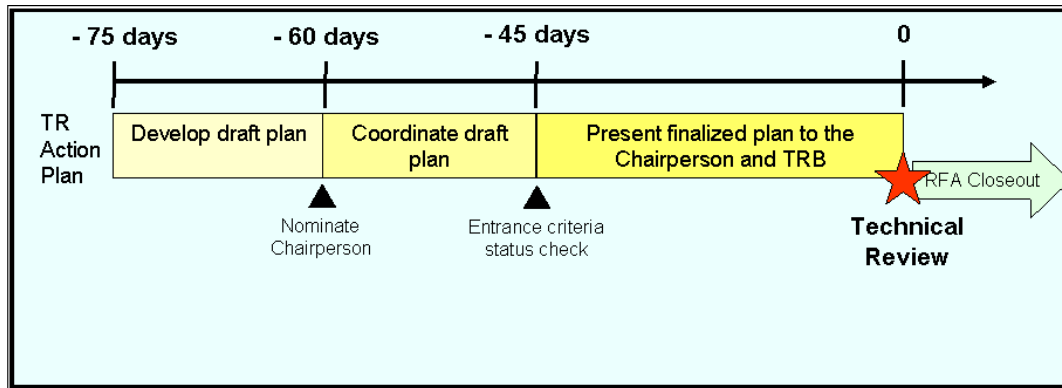 - 75 days
- 60 days
- 45 days
0
TR
Action
Plan
Develop draft plan
Coordinate draft
plan
Present finalized plan to the
Chairperson and TRB
RFA Closeout
Nominate
Chairperson
Entrance criteria
status check
Technical
Review